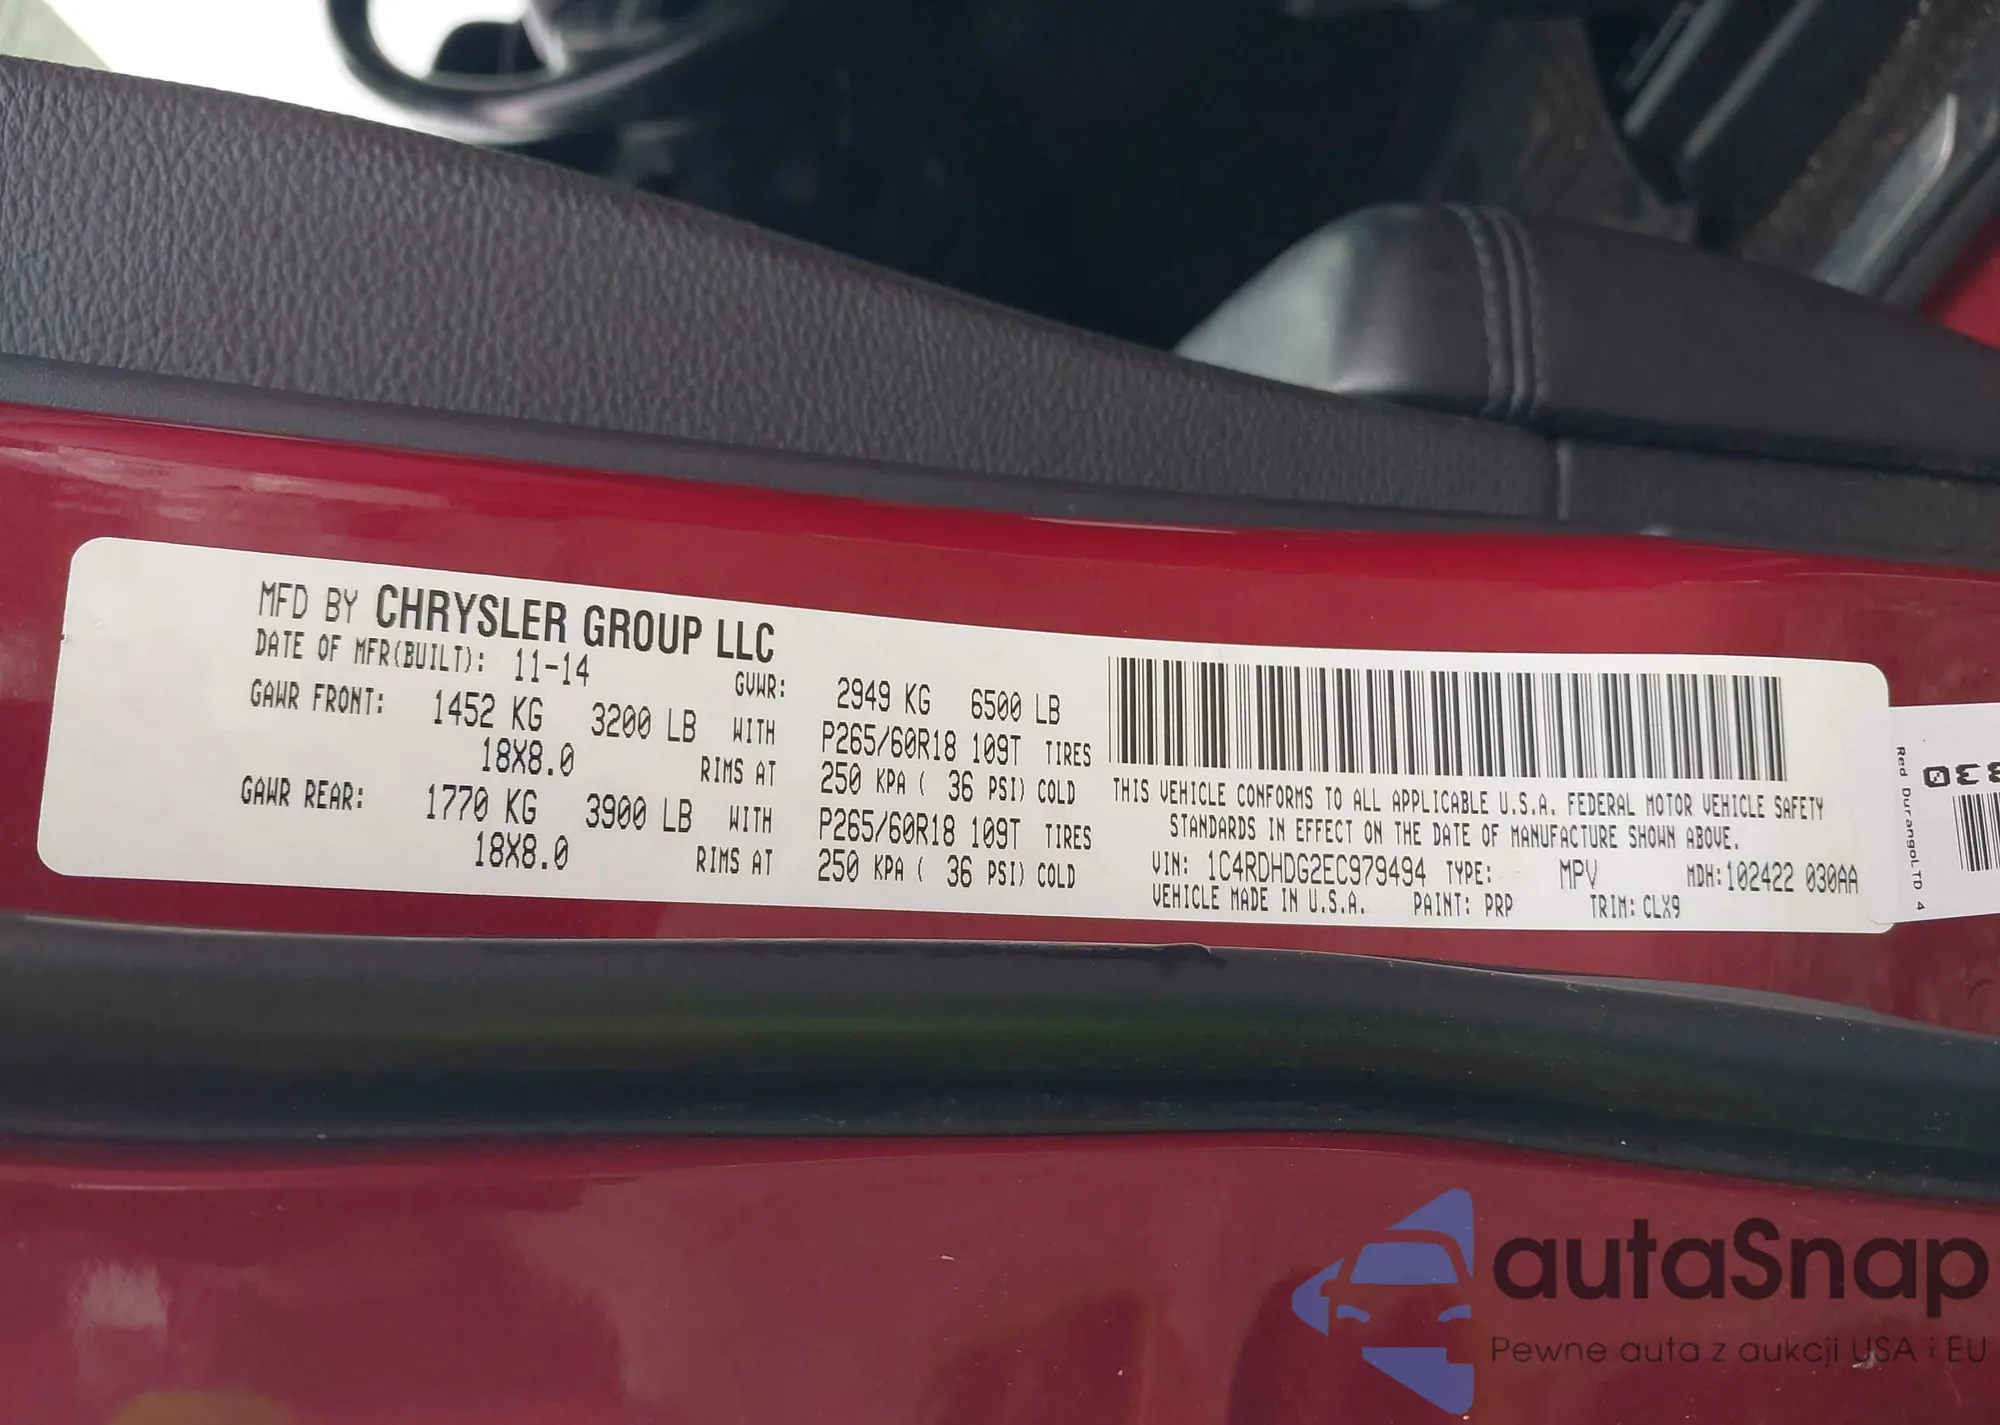 MFD BY CHRYSLER GROUP LLC
DATE OF MFR(BUILT): 11-14 GVWR: 2949 KG 6500 LB
GAWR FRONT: 1452 KG 3200 LB WITH P265/60R18 109T TIRES
18X8.0 RIMS AT 250 KPA ( 36 PSI) COLD
GAWR REAR: 1770 KG 3900 LB WITH P265/60R18 109T TIRES
18X8.0 RIMS AT 250 KPA ( 36 PSI) COLD
THIS VEHICLE CONFORMS TO ALL APPLICABLE U.S.A. FEDERAL MOTOR VEHICLE SAFETY
STANDARDS IN EFFECT ON THE DATE OF MANUFACTURE SHOWN ABOVE.
VIN: 1C4RDHDG2EC979494 TYPE: MPV MDH:102422 030AA
VEHICLE MADE IN U.S.A. PAINT: PRP TRIM: CLX9
Red DurangoLTD 4
autaSnap
Pewne auta z aukcji USA i EU